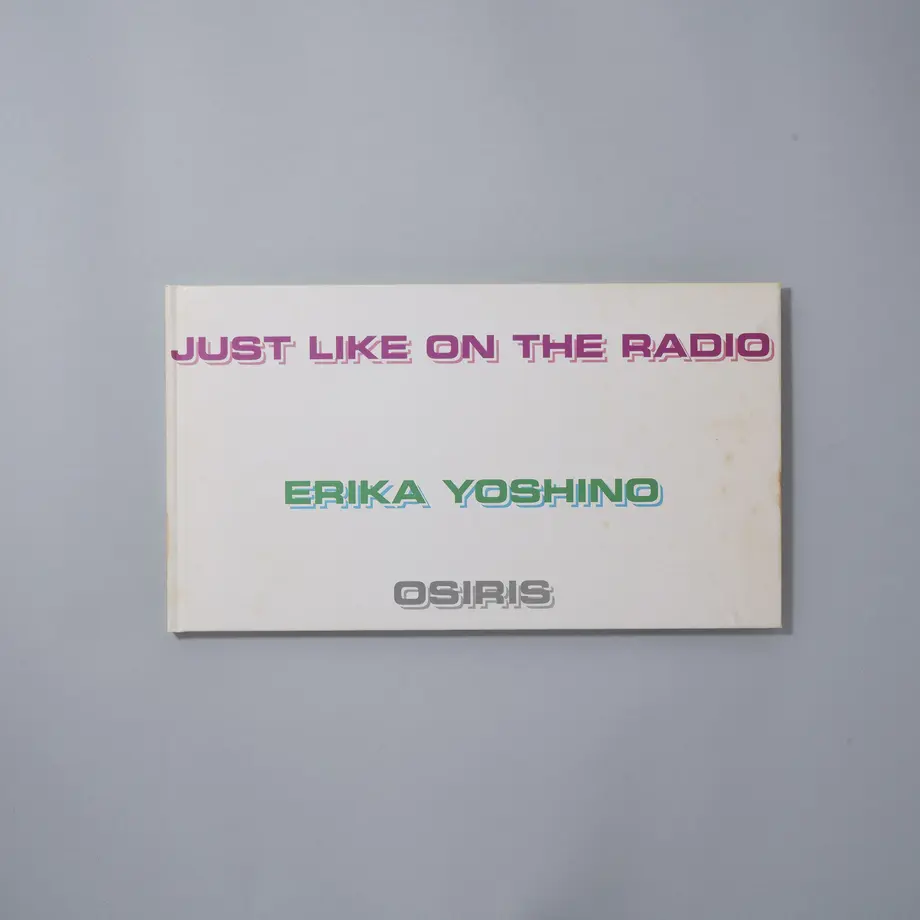 JUST LIKE ON THE RADIO
ERIKA YOSHINO
OSIRIS